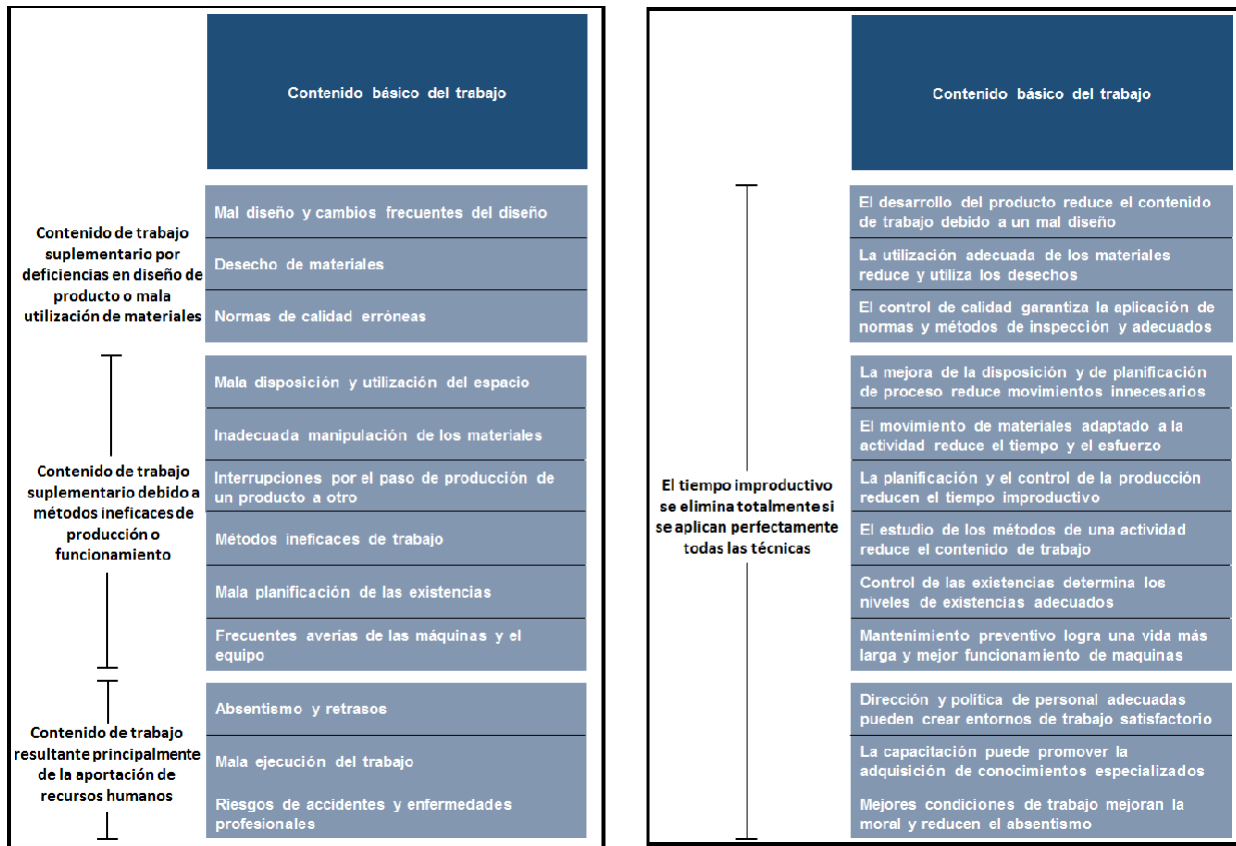 Contenido básico del trabajo
Contenido de trabajo
suplementario por
deficiencias en diseño de
producto o mala
utilización de materiales
Mal diseño y cambios frecuentes del diseño
Desecho de materiales
Normas de calidad erróneas
Contenido de trabajo
suplementario debido a
métodos ineficaces de
producción o
funcionamiento
Mala disposición y utilización del espacio
Inadecuada manipulación de los materiales
Interrupciones por el paso de producción de
un producto a otro
Métodos ineficaces de trabajo
Mala planificación de las existencias
Frecuentes averías de las máquinas y el
equipo
Contenido de trabajo
resultante principalmente
de la aportación de
recursos humanos
Absentismo y retrasos
Mala ejecución del trabajo
Riesgos de accidentes y enfermedades
profesionales
Contenido básico del trabajo
El tiempo improductivo
se elimina totalmente si
se aplican perfectamente
todas las técnicas
El desarrollo del producto reduce el contenido
de trabajo debido a un mal diseño
La utilización adecuada de los materiales
reduce y utiliza los desechos
El control de calidad garantiza la aplicación de
normas y métodos de inspección y adecuados
La mejora de la disposición y de planificación
de proceso reduce movimientos innecesarios
El movimiento de materiales adaptado a la
actividad reduce el tiempo y el esfuerzo
La planificación y el control de la producción
reducen el tiempo improductivo
El estudio de los métodos de una actividad
reduce el contenido de trabajo
Control de las existencias determina los
niveles de existencias adecuados
Mantenimiento preventivo logra una vida más
larga y mejor funcionamiento de maquinas
Dirección y política de personal adecuadas
pueden crear entornos de trabajo satisfactorio
La capacitación puede promover la
adquisición de conocimientos especializados
Mejores condiciones de trabajo mejoran la
moral y reducen el absentismo